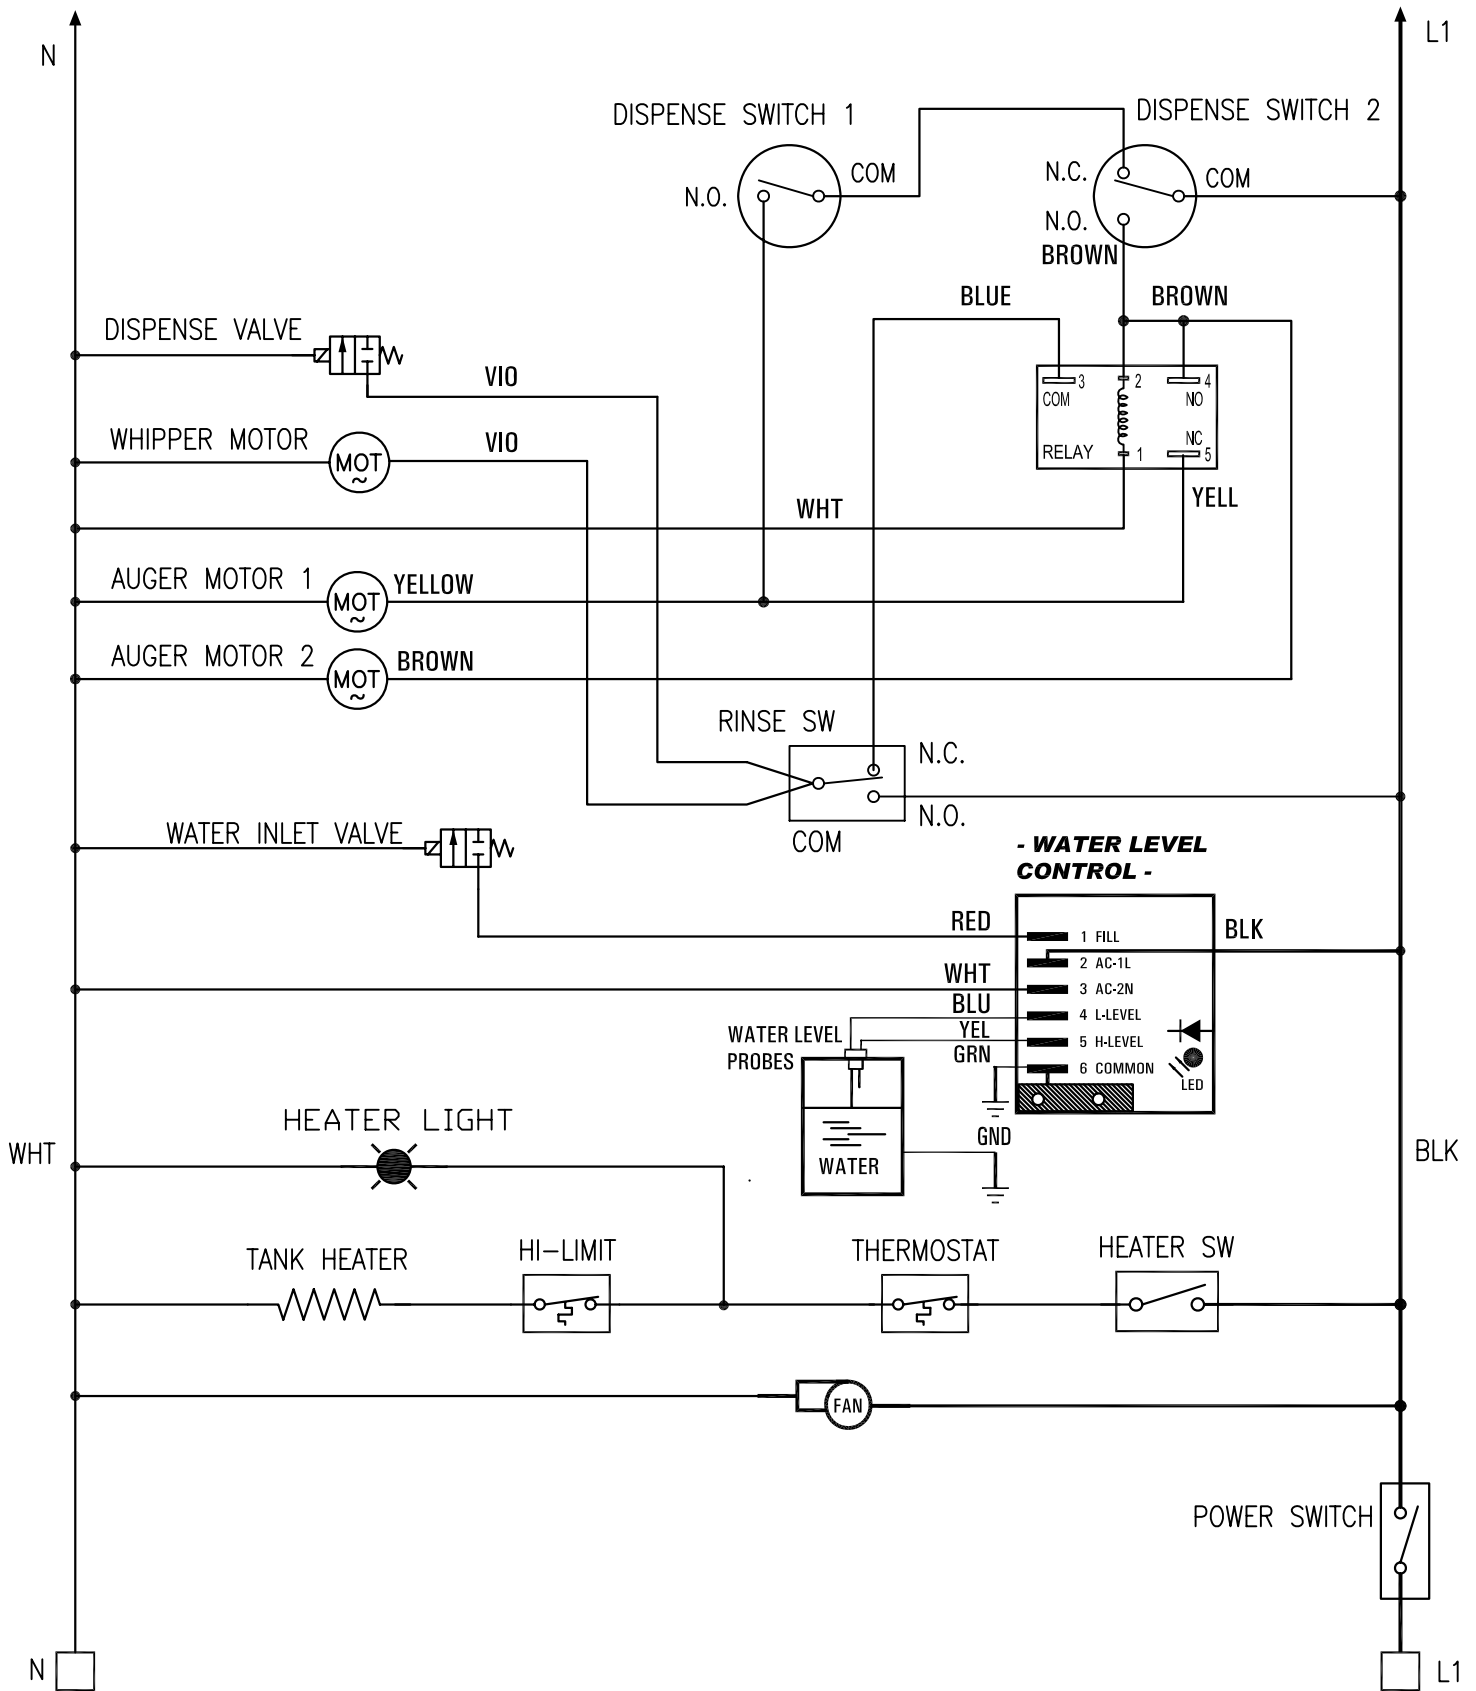 N
L1
DISPENSE SWITCH 1
DISPENSE SWITCH 2
N.O.
COM
N.C.
COM
N.O.
BROWN
BLUE
BROWN
DISPENSE VALVE
VIO
3
2
4
COM
NO
WHIPPER MOTOR
MOT
~
VIO
NC
RELAY
1
5
WHT
YELL
AUGER MOTOR 1
MOT
~
YELLOW
AUGER MOTOR 2
MOT
~
BROWN
RINSE SW
N.C.
N.O.
COM
WATER INLET VALVE
- WATER LEVEL
CONTROL -
RED
1 FILL
BLK
2 AC-1L
WHT
3 AC-2N
BLU
4 L-LEVEL
YEL
5 H-LEVEL
GRN
6 COMMON
LED
WATER LEVEL
PROBES
GND
WATER
HEATER LIGHT
WHT
BLK
TANK HEATER
HI-LIMIT
THERMOSTAT
HEATER SW
FAN
POWER SWITCH
N
L1